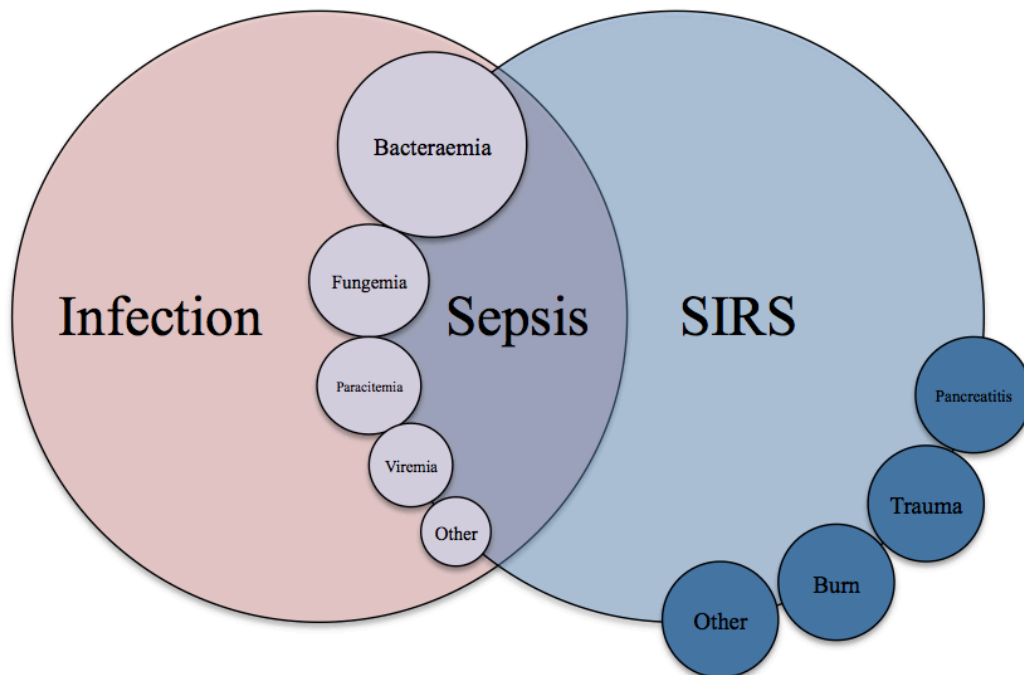 Bacteraemia
Fungemia
Infection
Sepsis
SIRS
Paracitemia
Pancreatitis
Viremia
Trauma
Other
Burn
Other